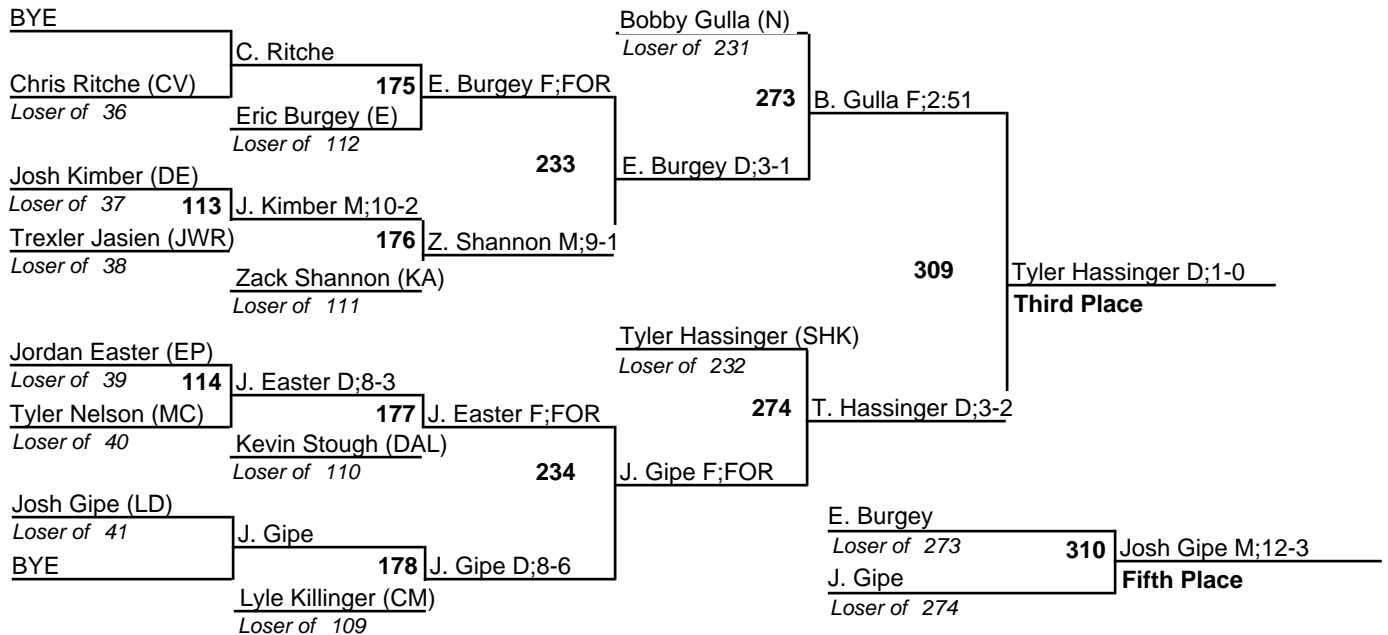 BYE
C. Ritche
Chris Ritche (CV)
Loser of 36
175
E. Burgey F;FOR
Eric Burgey (E)
Loser of 112
233
Josh Kimber (DE)
Loser of 37
113
J. Kimber M;10-2
Trexler Jasien (JWR)
Loser of 38
176
Z. Shannon M;9-1
Zack Shannon (KA)
Loser of 111
Bobby Gulla (N)
Loser of 231
273
B. Gulla F;2:51
E. Burgey D;3-1
309
Tyler Hassinger D;1-0
Third Place
Jordan Easter (EP)
Loser of 39
114
J. Easter D;8-3
Tyler Nelson (MC)
Loser of 40
177
J. Easter F;FOR
Kevin Stough (DAL)
Loser of 110
234
Josh Gipe (LD)
Loser of 41
J. Gipe
BYE
178
J. Gipe D;8-6
Lyle Killinger (CM)
Loser of 109
Tyler Hassinger (SHK)
Loser of 232
274
T. Hassinger D;3-2
J. Gipe F;FOR
E. Burgey
Loser of 273
310
Josh Gipe M;12-3
J. Gipe
Fifth Place
Loser of 274